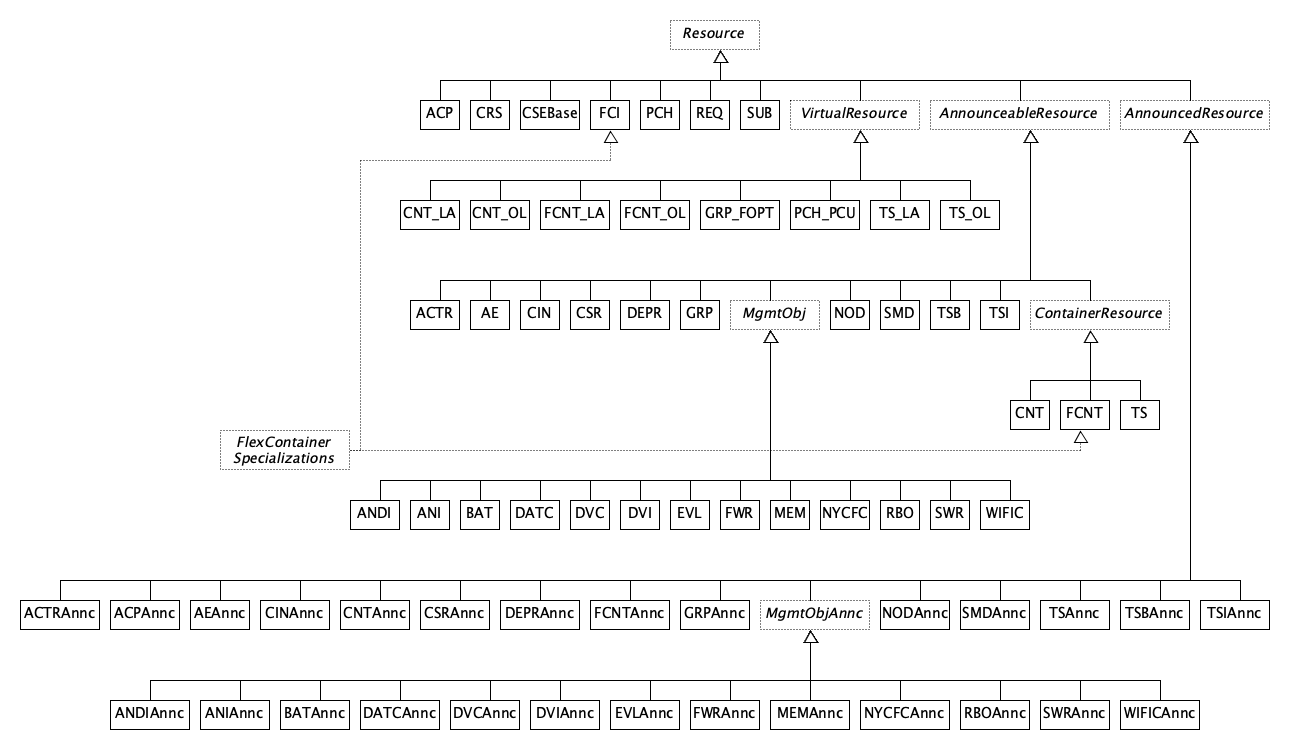 Resource
ACP CRS CSEBase FCI PCH REQ SUB VirtualResource AnnounceableResource AnnouncedResource
CNT_LA CNT_OL FCNT_LA FCNT_OL GRP_FOPT PCH_PCU TS_LA TS_OL
ACTR AE CIN CSR DEPR GRP MgmtObj NOD SMD TSB TSI ContainerResource
CNT FCNT TS
FlexContainer
Specializations
ANDI ANI BAT DATC DVC DVI EVL FWR MEM NYCFC RBO SWR WIFIC
ACTRAnnc ACPAnnc AEAnnc CINAnnc CNTAnnc CSRAnnc DEPRAnnc FCNTAnnc GRPAnnc MgmtObjAnnc NODAnnc SMDAnnc TSAnnc TSBAnnc TSIAnnc
ANDIAnnc ANIAnnc BATAnnc DATCAnnc DVCAnnc DVIAnnc EVLAnnc FWRAnnc MEMAnnc NYCFCAnnc RBOAnnc SWRAnnc WIFICAnnc